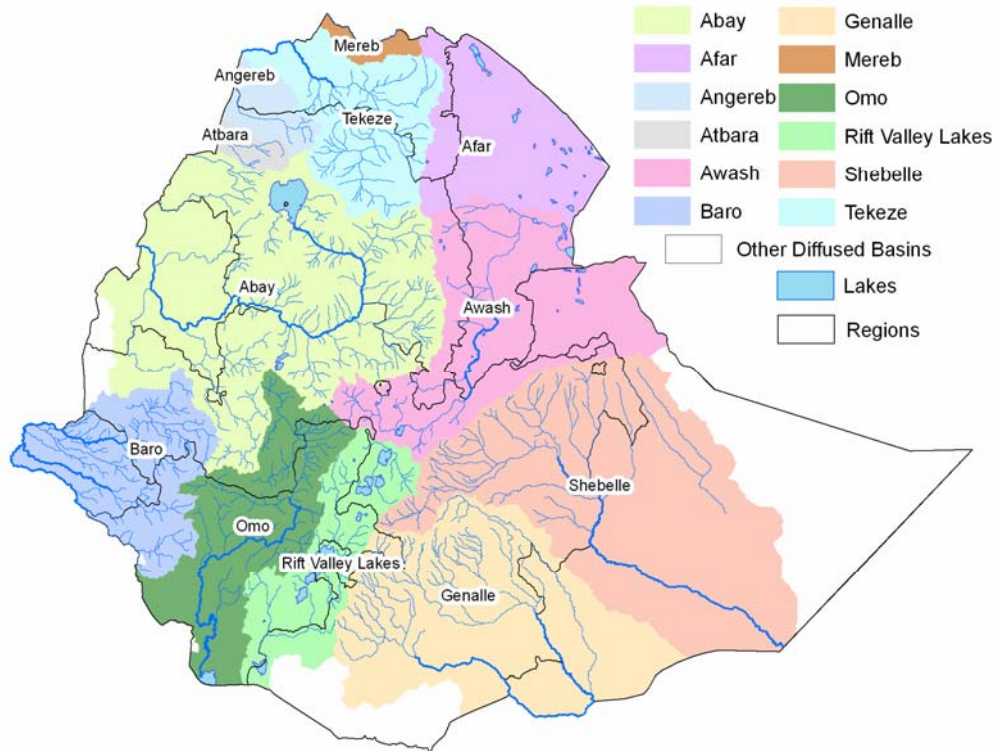 Mereb
Angereb
Atbara
Tekeze
Afar
Abay
Awash
Baro
Shebelle
Omo
Rift Valley Lakes
Genalle
Abay
Afar
Angereb
Atbara
Awash
Baro
Genalle
Mereb
Omo
Rift Valley Lakes
Shebelle
Tekeze
Other Diffused Basins
Lakes
Regions